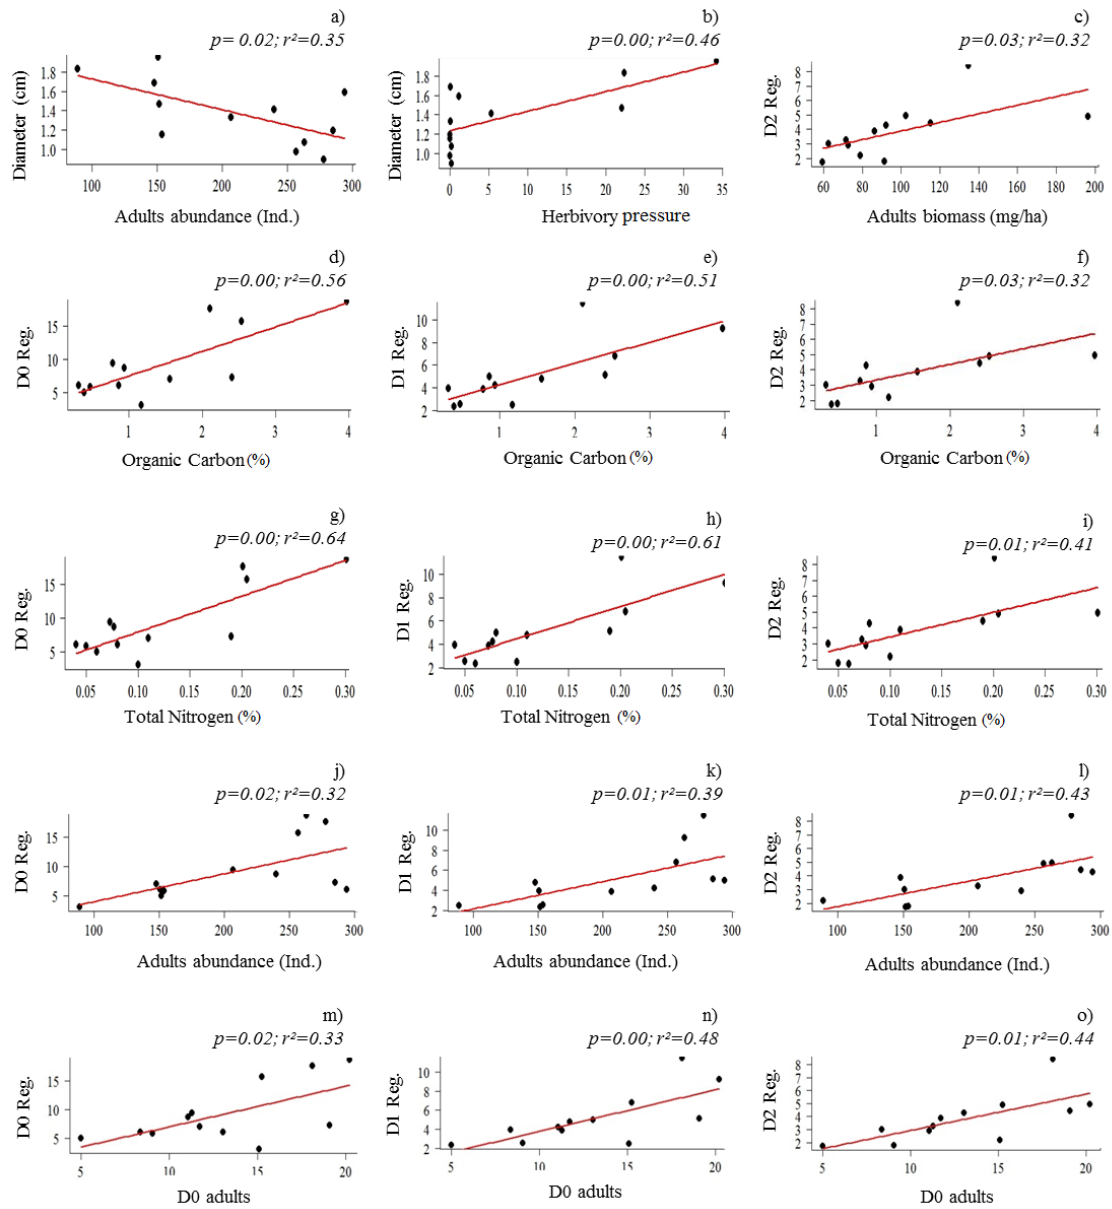 a)
p= 0.02; r²=0.35
Diameter (cm)
1.8
1.6
1.4
1.2
1.0
100 150 200 250 300
Adults abundance (Ind.)
b)
p=0.00; r²=0.46
Diameter (cm)
1.8
1.6
1.4
1.2
1.0
0 5 10 15 20 25 30 35
Herbivory pressure
c)
p=0.03; r²=0.32
D2 Reg.
8
7
6
5
4
3
2
60 80 100 120 140 160 180 200
Adults biomass (mg/ha)
d)
p=0.00; r²=0.56
D0 Reg.
15
10
5
1 2 3 4
Organic Carbon (%)
e)
p=0.00; r²=0.51
D1 Reg.
10
8
6
4
2
1 2 3 4
Organic Carbon (%)
f)
p=0.03; r²=0.32
D2 Reg.
8
7
6
5
4
3
2
1 2 3 4
Organic Carbon (%)
g)
p=0.00; r²=0.64
D0 Reg.
15
10
5
0.05 0.10 0.15 0.20 0.25 0.30
Total Nitrogen (%)
h)
p=0.00; r²=0.61
D1 Reg.
10
8
6
4
2
0.05 0.10 0.15 0.20 0.25 0.30
Total Nitrogen (%)
i)
p=0.01; r²=0.41
D2 Reg.
8
7
6
5
4
3
2
0.05 0.10 0.15 0.20 0.25 0.30
Total Nitrogen (%)
j)
p=0.02; r²=0.32
D0 Reg.
15
10
5
100 150 200 250 300
Adults abundance (Ind.)
k)
p=0.01; r²=0.39
D1 Reg.
10
8
6
4
2
100 150 200 250 300
Adults abundance (Ind.)
l)
p=0.01; r²=0.43
D2 Reg.
8
7
6
5
4
3
2
100 150 200 250 300
Adults abundance (Ind.)
m)
p=0.02; r²=0.33
D0 Reg.
15
10
5
5 10 15 20
D0 adults
n)
p=0.00; r²=0.48
D1 Reg.
10
8
6
4
2
5 10 15 20
D0 adults
o)
p=0.01; r²=0.44
D2 Reg.
8
7
6
5
4
3
2
5 10 15 20
D0 adults